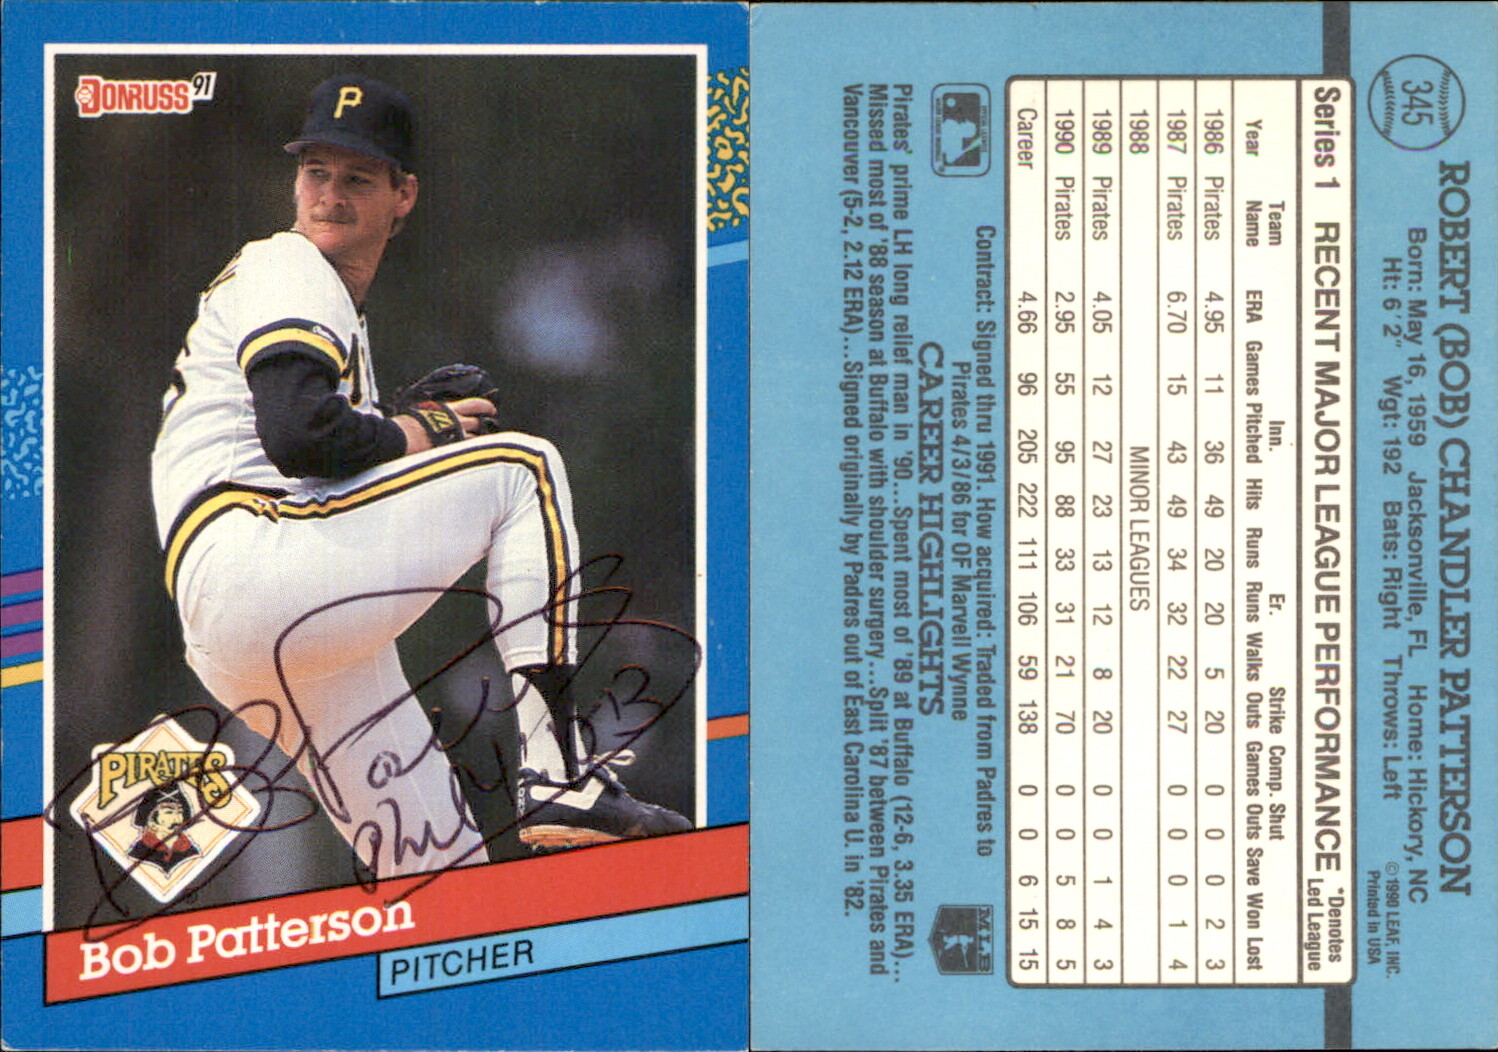 DONRUSS 91
P
PIRATES
Bob Patterson
PITCHER
345
ROBERT (BOB) CHANDLER PATTERSON
Born: May 16, 1959 Jacksonville, FL Home: Hickory, NC
Ht: 6'2" Wgt: 192 Bats: Right Throws: Left
©1990 LEAF, INC.
Printed in USA
Series 1 RECENT MAJOR LEAGUE PERFORMANCE *Denotes Led League
Year Team Name ERA Games Inn. Pitched Hits Runs Er. Runs Walks Strike Outs Comp. Games Shut Outs Save Won Lost
1986 Pirates 4.95 11 36 49 20 20 5 20 0 0 0 2 3
1987 Pirates 6.70 15 43 49 34 32 22 27 0 0 0 1 4
1988 MINOR LEAGUES
1989 Pirates 4.05 12 27 23 13 12 8 20 0 0 1 4 3
1990 Pirates 2.95 55 95 88 33 31 21 70 0 0 5 8 5
Career 4.66 96 205 222 111 106 59 138 0 0 6 15 15
Contract: Signed thru 1991. How acquired: Traded from Padres to
Pirates 4/3/86 for OF Marvell Wynne
CAREER HIGHLIGHTS
Pirates' prime LH long relief man in '90...Spent most of '89 at Buffalo (12-6, 3.35 ERA)...
Missed most of '88 season at Buffalo with shoulder surgery...Split '87 between Pirates and
Vancouver (5-2, 2.12 ERA)...Signed originally by Padres out of East Carolina U. in '82.
MLB